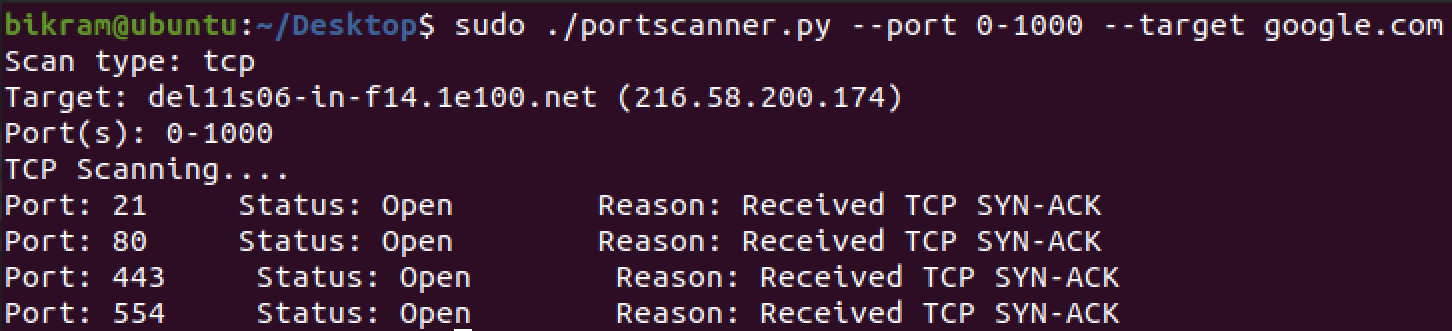 bikram@ubuntu:~/Desktop$ sudo ./portscanner.py --port 0-1000 --target google.com
Scan type: tcp
Target: del11s06-in-f14.1e100.net (216.58.200.174)
Port(s): 0-1000
TCP Scanning....
Port: 21     Status: Open        Reason: Received TCP SYN-ACK
Port: 80     Status: Open        Reason: Received TCP SYN-ACK
Port: 443     Status: Open        Reason: Received TCP SYN-ACK
Port: 554     Status: Open        Reason: Received TCP SYN-ACK